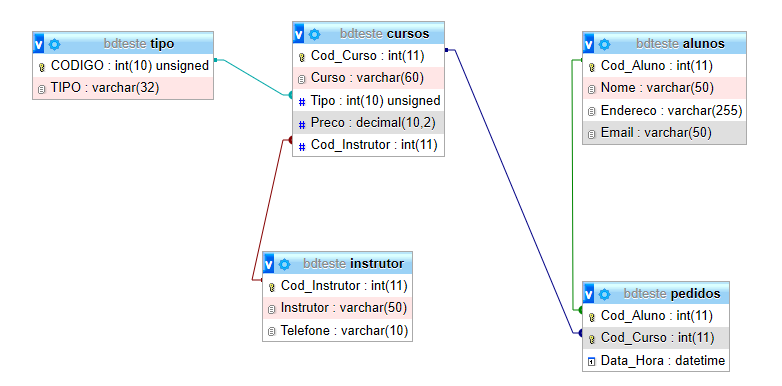 bdteste tipo
CODIGO : int(10) unsigned
TIPO : varchar(32)
bdteste cursos
Cod_Curso : int(11)
Curso : varchar(60)
Tipo : int(10) unsigned
Preco : decimal(10,2)
Cod_Instrutor : int(11)
bdteste alunos
Cod_Aluno : int(11)
Nome : varchar(50)
Endereco : varchar(255)
Email : varchar(50)
bdteste instrutor
Cod_Instrutor : int(11)
Instrutor : varchar(50)
Telefone : varchar(10)
bdteste pedidos
Cod_Aluno : int(11)
Cod_Curso : int(11)
Data_Hora : datetime